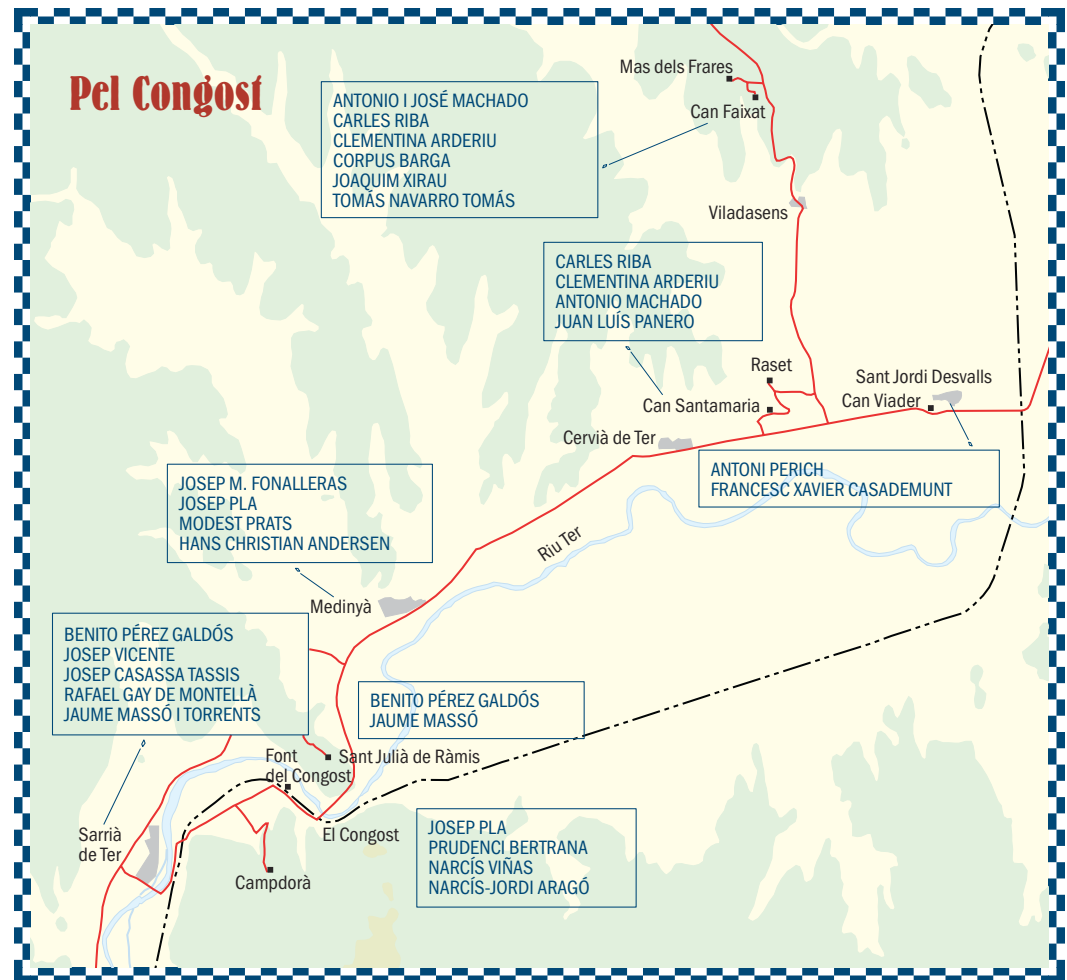 Pel Congost
Mas dels Frares
Can Faixat
ANTONIO I JOSÉ MACHADO
CARLES RIBA
CLEMENTINA ARDERIU
CORPUS BARGA
JOAQUIM XIRAU
TOMÁS NAVARRO TOMÁS
Viladasens
CARLES RIBA
CLEMENTINA ARDERIU
ANTONIO MACHADO
JUAN LUÍS PANERO
Raset
Can Santamaria
Sant Jordi Desvalls
Can Viader
Cervià de Ter
ANTONI PERICH
FRANCESC XAVIER CASADEMUNT
JOSEP M. FONALLERAS
JOSEP PLA
MODEST PRATS
HANS CHRISTIAN ANDERSEN
Riu Ter
Medinyà
BENITO PÉREZ GALDÓS
JOSEP VICENTE
JOSEP CASASSA TASSIS
RAFAEL GAY DE MONTELLÀ
JAUME MASSÓ I TORRENTS
BENITO PÉREZ GALDÓS
JAUME MASSÓ
Font
del Congost
Sant Julià de Ràmis
Sarrià
de Ter
El Congost
Campdorà
JOSEP PLA
PRUDENCI BERTRANA
NARCÍS VIÑAS
NARCÍS-JORDI ARAGÓ